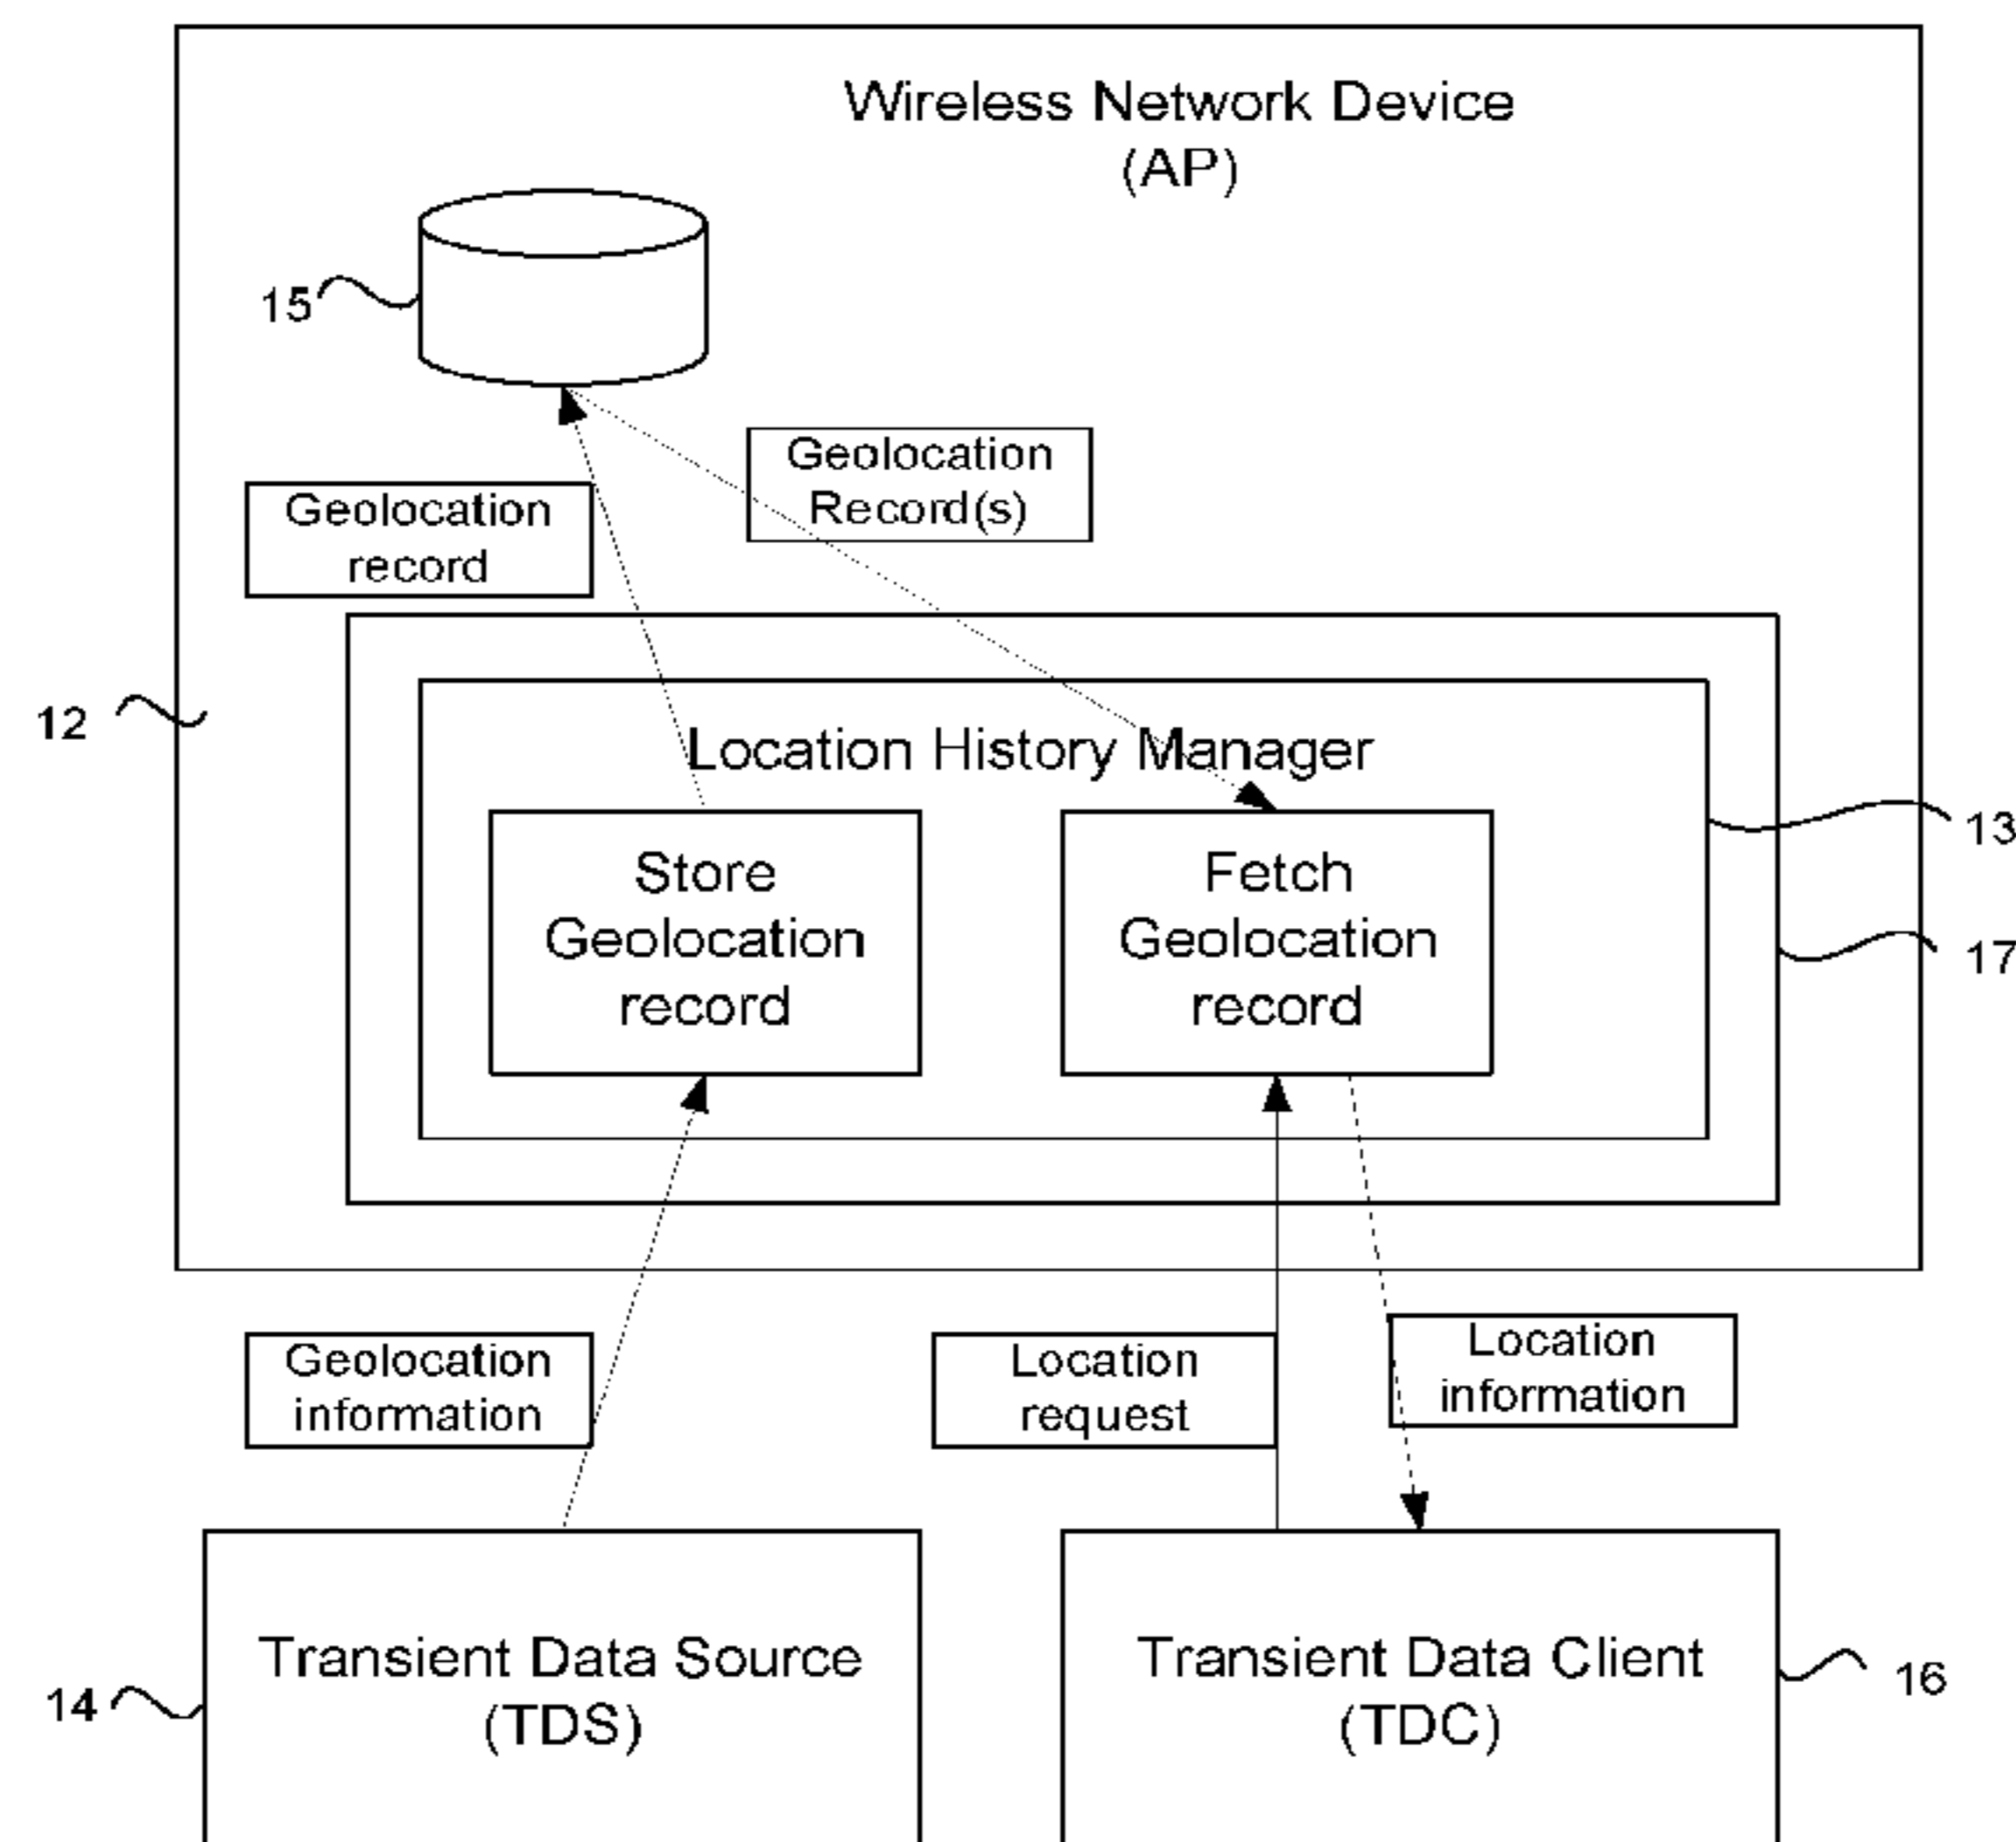 Wireless Network Device
(AP)
15
Geolocation
Record(s)
Geolocation
record
12
Location History Manager
13
Store
Geolocation
record
Fetch
Geolocation
record
17
Geolocation
information
Location
request
Location
information
Transient Data Source
(TDS)
14
Transient Data Client
(TDC)
16